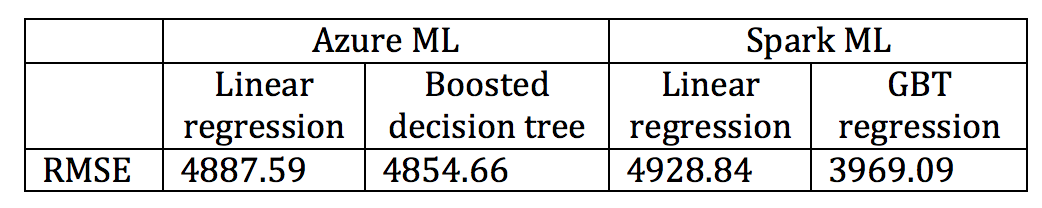 Azure ML Spark ML
Linear Boosted Linear GBT
regression decision tree regression regression
RMSE 4887.59 4854.66 4928.84 3969.09